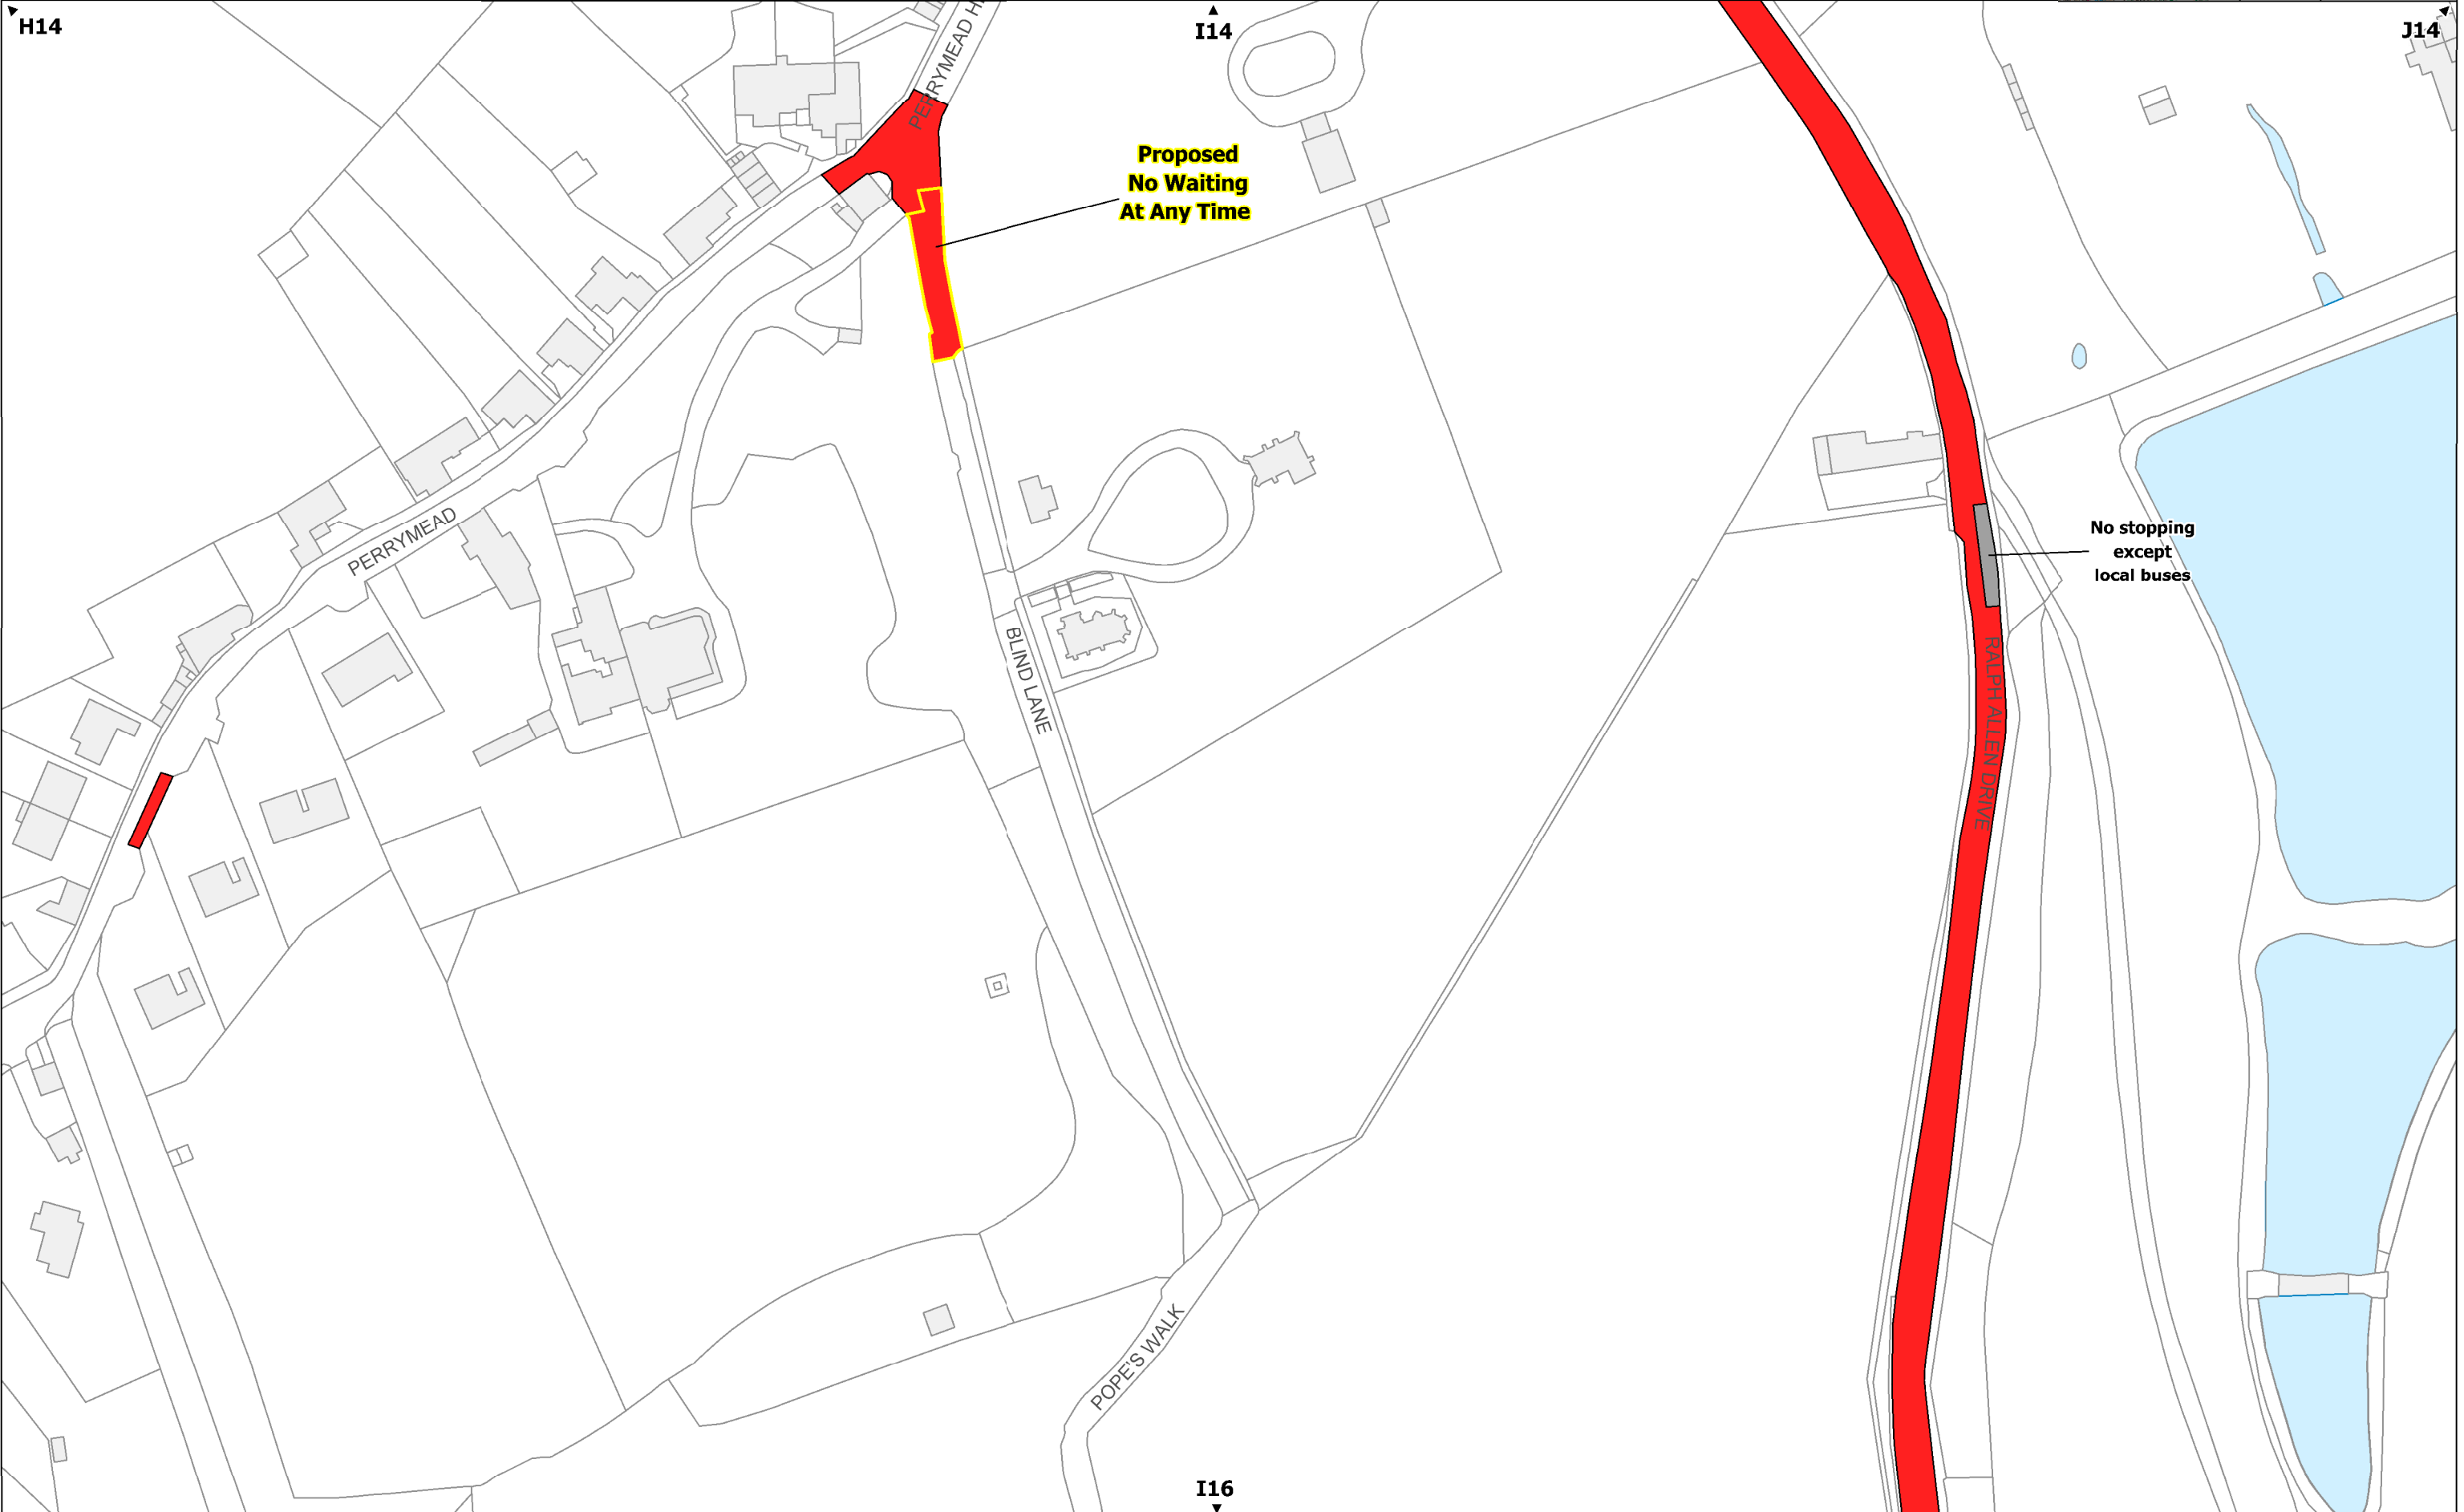 H14
I14
J14
PERRYMEAD
Proposed
No Waiting
At Any Time
PERRYMEAD
No stopping
except
local buses
BLIND LANE
RALPH ALLEN DRIVE
POPE'S WALK
I16